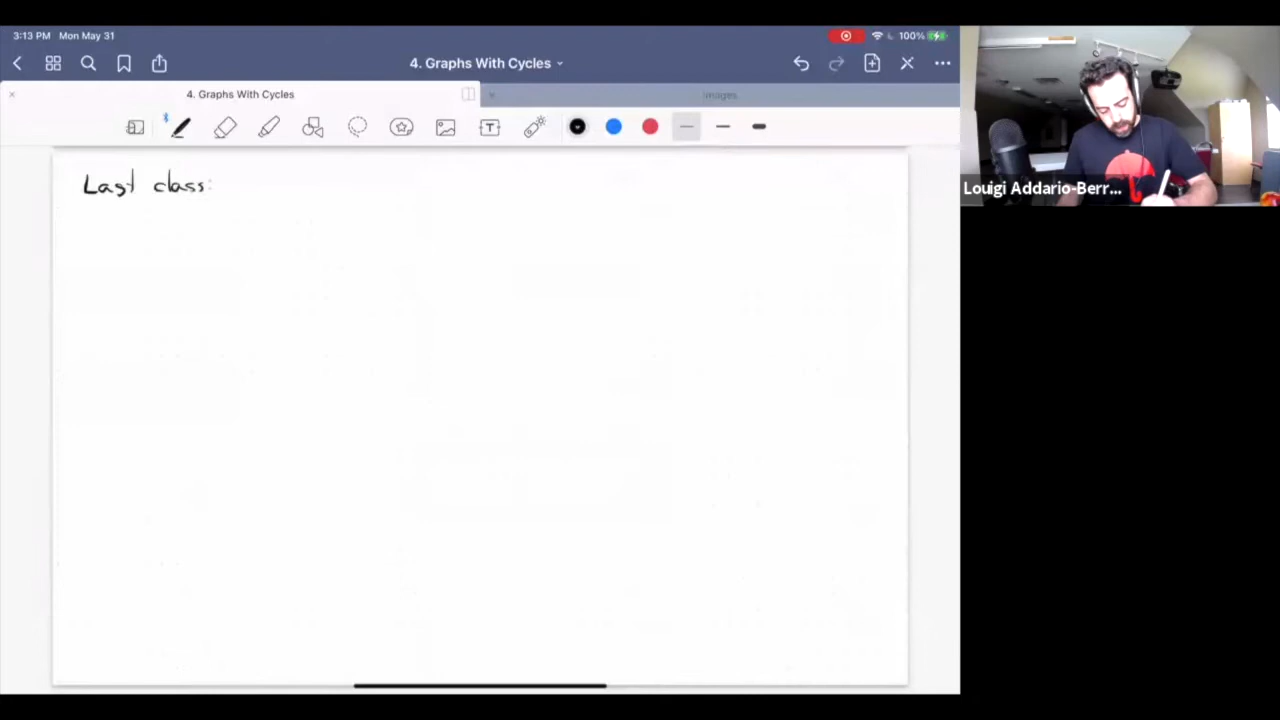 3:13 PM Mon May 31
100%
4. Graphs With Cycles
4. Graphs With Cycles
Images
Last class:
Louigi Addario-Berr...